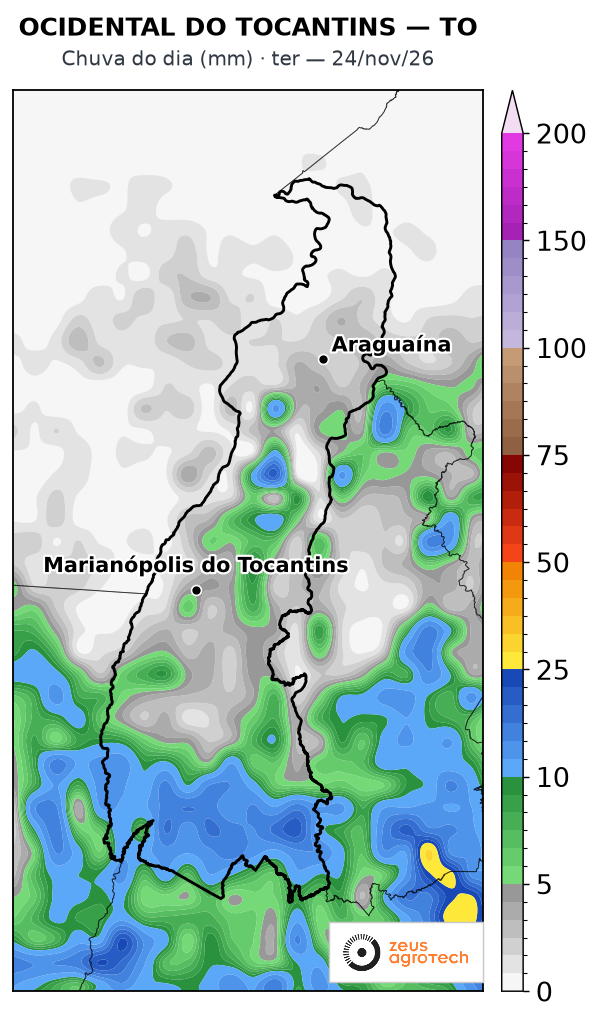 OCIDENTAL DO TOCANTINS — TO
Chuva do dia (mm) · ter — 24/nov/26
200
150
Araguaína
100
75
50
Marianópolis do Tocantins
25
10
5
zeus
agrotech
0